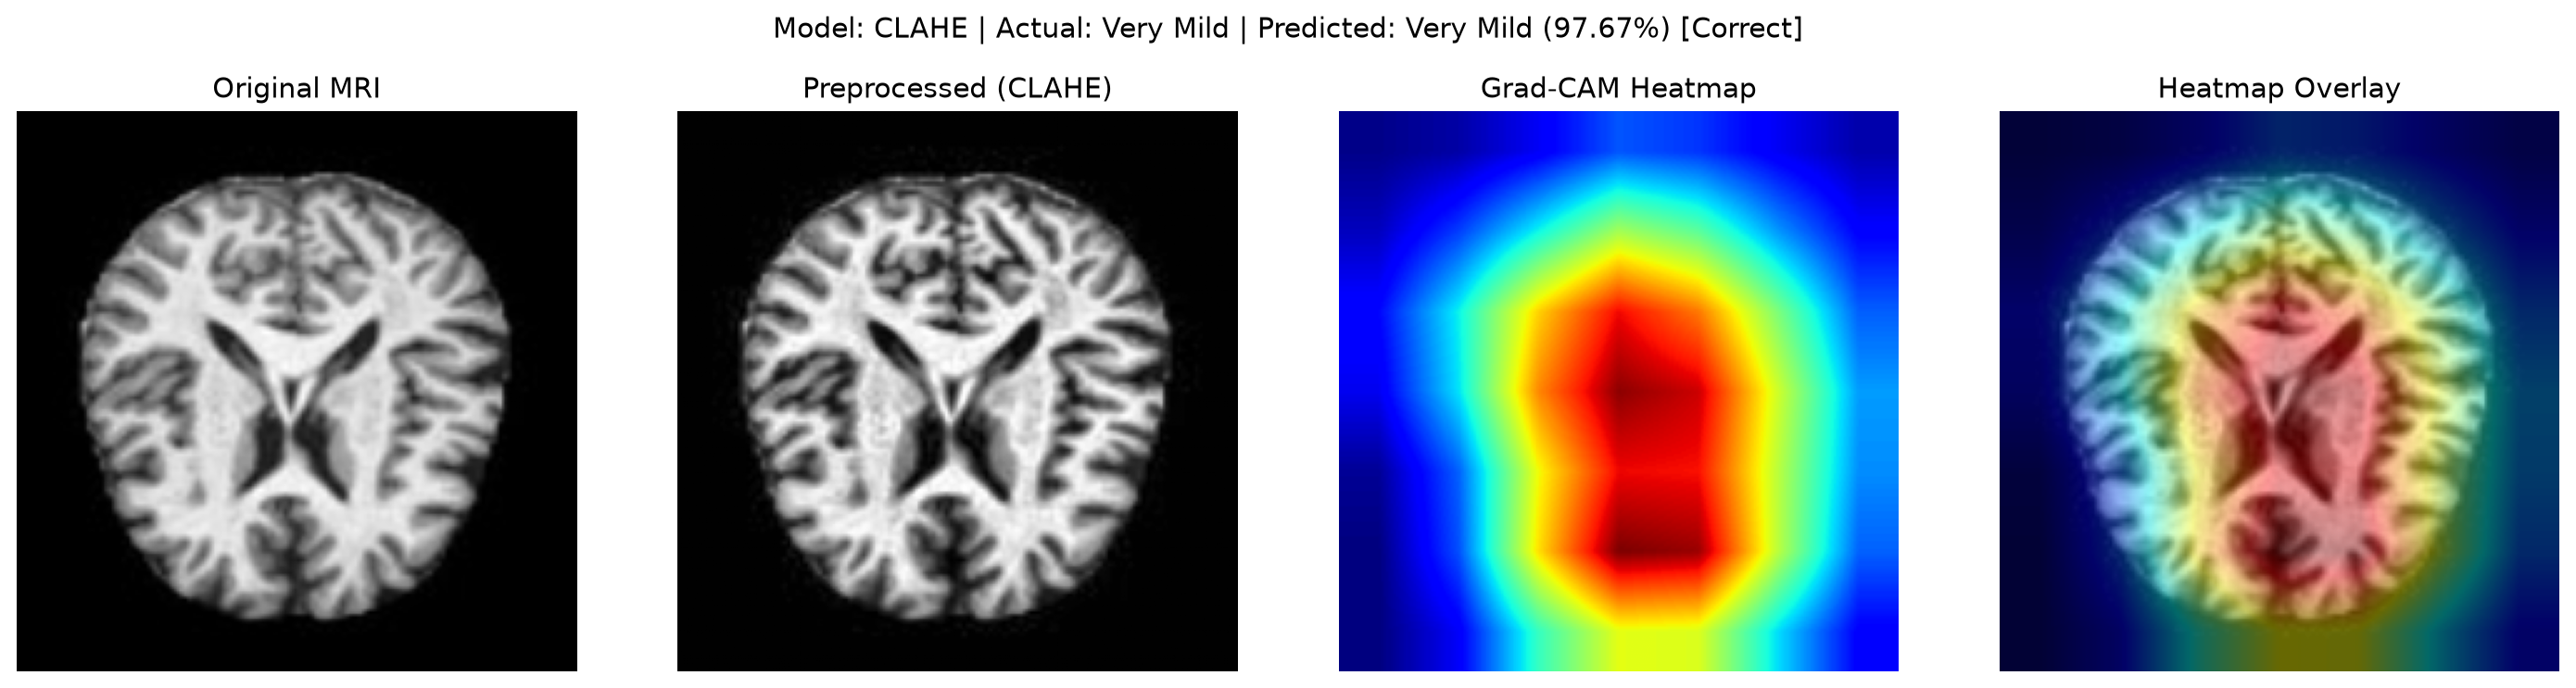 Model: CLAHE | Actual: Very Mild | Predicted: Very Mild (97.67%) [Correct]
Original MRI
Preprocessed (CLAHE)
Grad-CAM Heatmap
Heatmap Overlay